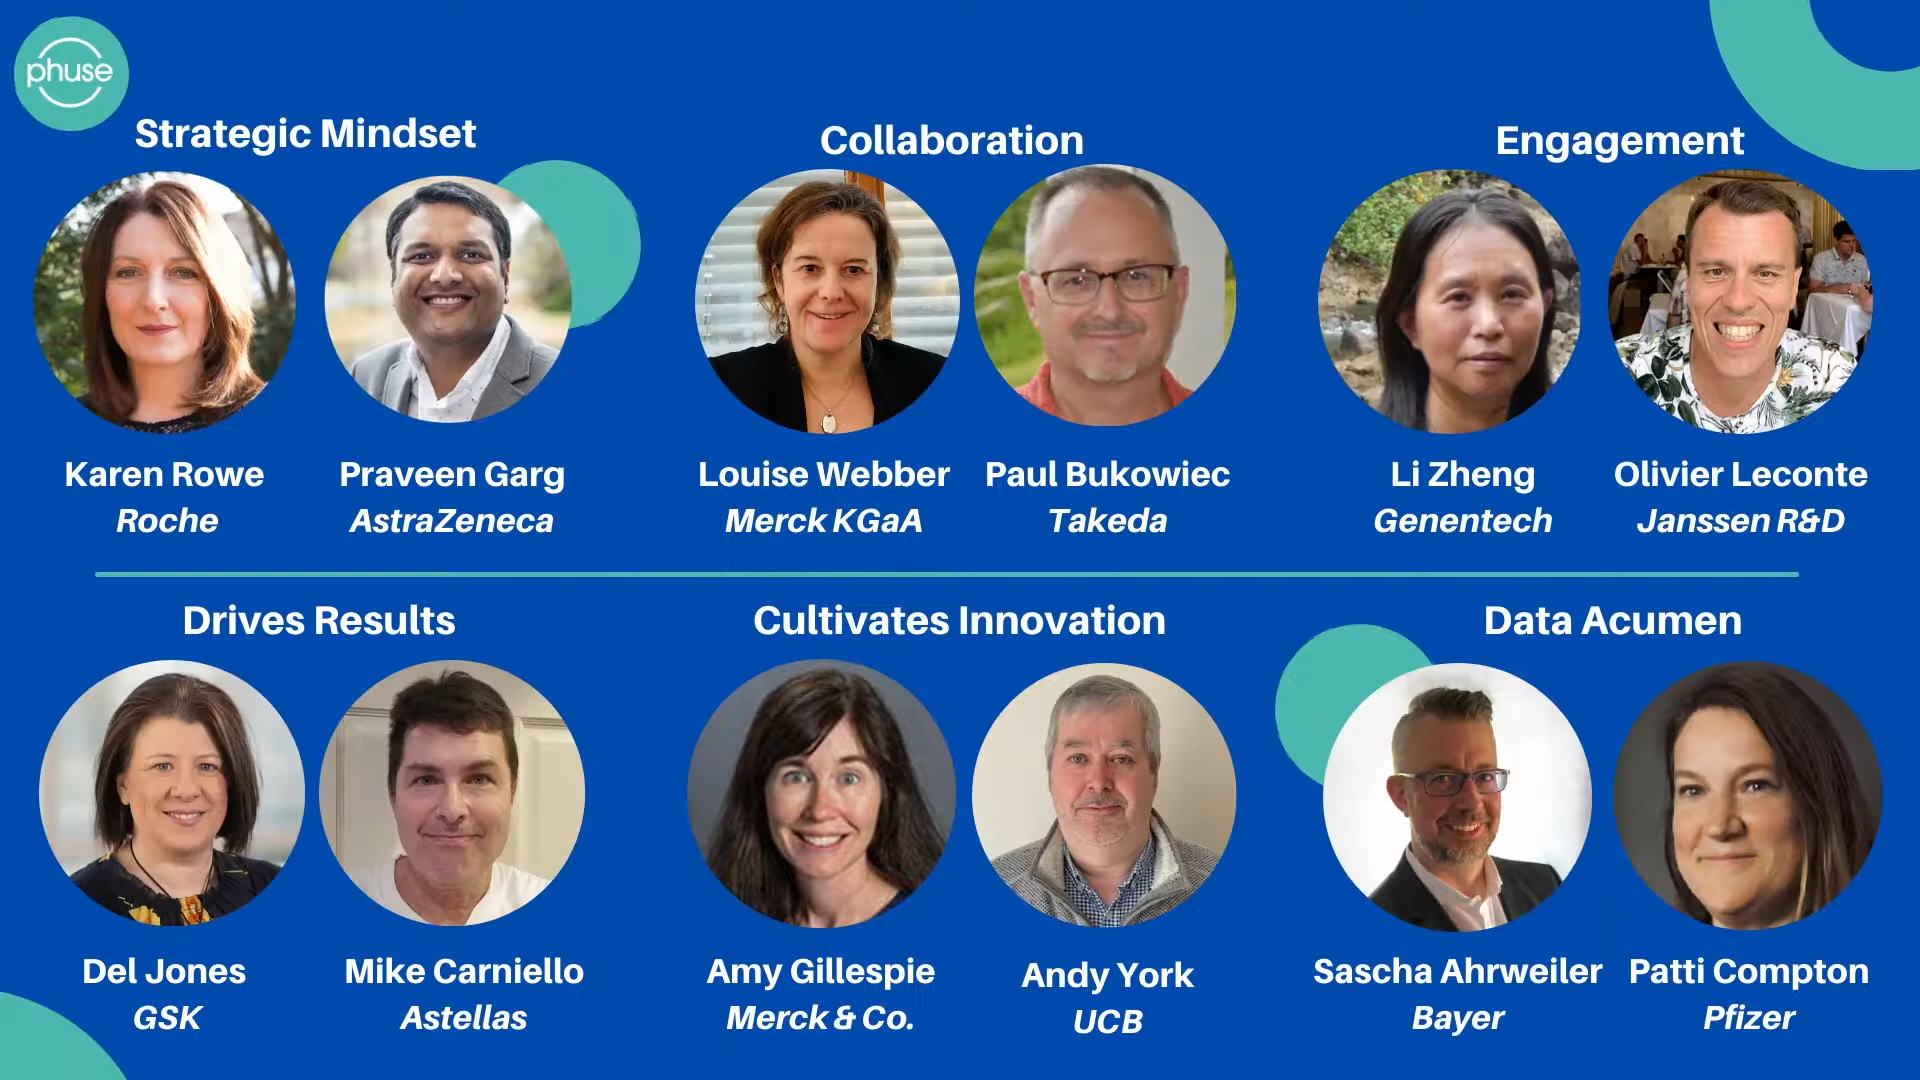 phuse
Strategic Mindset
Collaboration
Engagement
Karen Rowe
Roche
Praveen Garg
AstraZeneca
Louise Webber
Merck KGaA
Paul Bukowiec
Takeda
Li Zheng
Genentech
Olivier Leconte
Janssen R&D
Drives Results
Cultivates Innovation
Data Acumen
Del Jones
GSK
Mike Carniello
Astellas
Amy Gillespie
Merck & Co.
Andy York
UCB
Sascha Ahrweiler
Bayer
Patti Compton
Pfizer